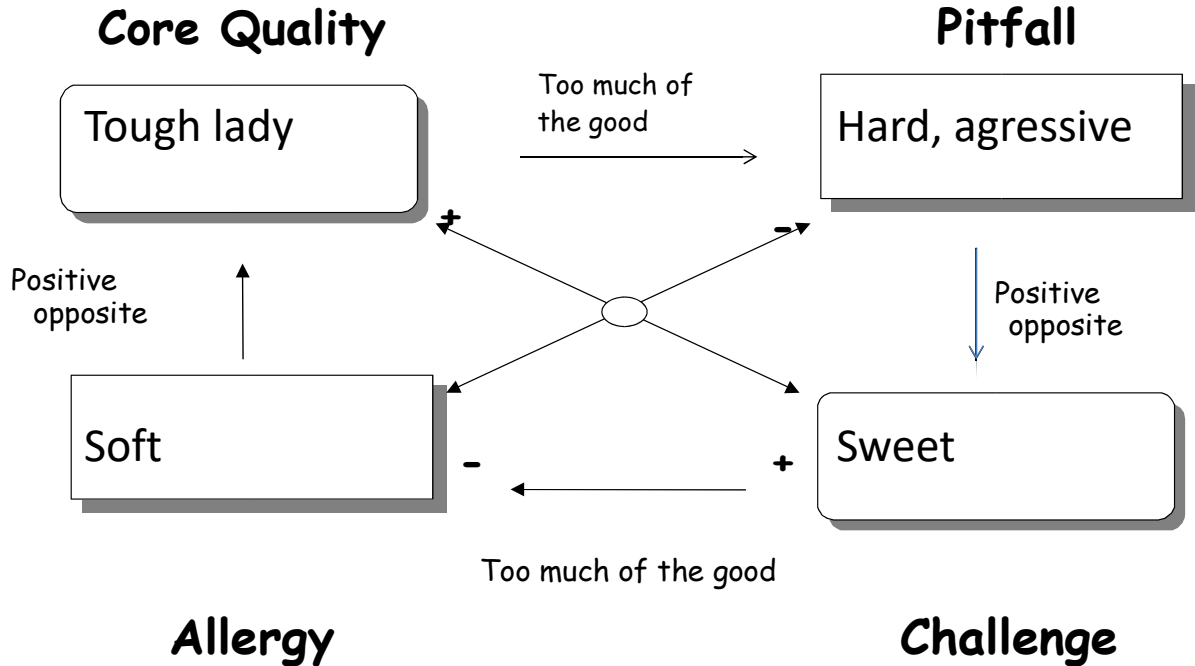 Core Quality
Pitfall
Tough lady
Too much of
the good
Hard, agressive
+
-
Positive
opposite
Positive
opposite
Soft
-
+
Sweet
Too much of the good
Allergy
Challenge